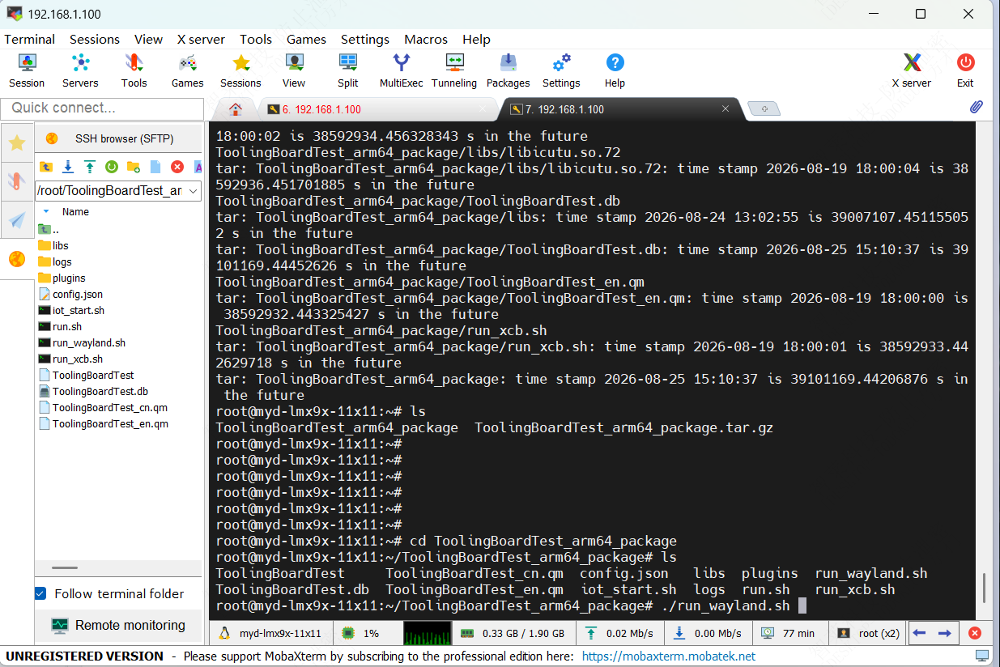 192.168.1.100
Terminal Sessions View X server Tools Games Settings Macros Help
Session Servers Tools Games Sessions View Split MultiExec Tunneling Packages Settings Help X server Exit
Quick connect...
6. 192.168.1.100
7. 192.168.1.100
SSH browser (SFTP)
/root/ToolingBoardTest_ar
Name
..
libs
logs
plugins
config.json
iot_start.sh
run.sh
run_wayland.sh
run_xcb.sh
ToolingBoardTest
ToolingBoardTest.db
ToolingBoardTest_cn.qm
ToolingBoardTest_en.qm
Follow terminal folder
Remote monitoring
18:00:02 is 38592934.456328343 s in the future
ToolingBoardTest_arm64_package/libs/libicutu.so.72
tar: ToolingBoardTest_arm64_package/libs/libicutu.so.72: time stamp 2026-08-19 18:00:04 is 38
592936.451701885 s in the future
ToolingBoardTest_arm64_package/ToolingBoardTest.db
tar: ToolingBoardTest_arm64_package/libs: time stamp 2026-08-24 13:02:55 is 39007107.45115505
2 s in the future
tar: ToolingBoardTest_arm64_package/ToolingBoardTest.db: time stamp 2026-08-25 15:10:37 is 39
101169.44452626 s in the future
ToolingBoardTest_arm64_package/ToolingBoardTest_en.qm
tar: ToolingBoardTest_arm64_package/ToolingBoardTest_en.qm: time stamp 2026-08-19 18:00:00 is
38592932.443325427 s in the future
ToolingBoardTest_arm64_package/run_xcb.sh
tar: ToolingBoardTest_arm64_package/run_xcb.sh: time stamp 2026-08-19 18:00:01 is 38592933.44
2629718 s in the future
tar: ToolingBoardTest_arm64_package: time stamp 2026-08-25 15:10:37 is 39101169.44206876 s in
the future
root@myd-lmx9x-11x11:~# ls
ToolingBoardTest_arm64_package ToolingBoardTest_arm64_package.tar.gz
root@myd-lmx9x-11x11:~#
root@myd-lmx9x-11x11:~#
root@myd-lmx9x-11x11:~#
root@myd-lmx9x-11x11:~#
root@myd-lmx9x-11x11:~#
root@myd-lmx9x-11x11:~#
root@myd-lmx9x-11x11:~# cd ToolingBoardTest_arm64_package
root@myd-lmx9x-11x11:~/ToolingBoardTest_arm64_package# ls
ToolingBoardTest ToolingBoardTest_cn.qm config.json libs plugins run_wayland.sh
ToolingBoardTest.db ToolingBoardTest_en.qm iot_start.sh logs run.sh run_xcb.sh
root@myd-lmx9x-11x11:~/ToolingBoardTest_arm64_package# ./run_wayland.sh
myd-lmx9x-11x11 1% 0.33 GB / 1.90 GB 0.02 Mb/s 0.00 Mb/s 77 min root (x2)
UNREGISTERED VERSION - Please support MobaXterm by subscribing to the professional edition here: https://mobaxterm.mobatek.net